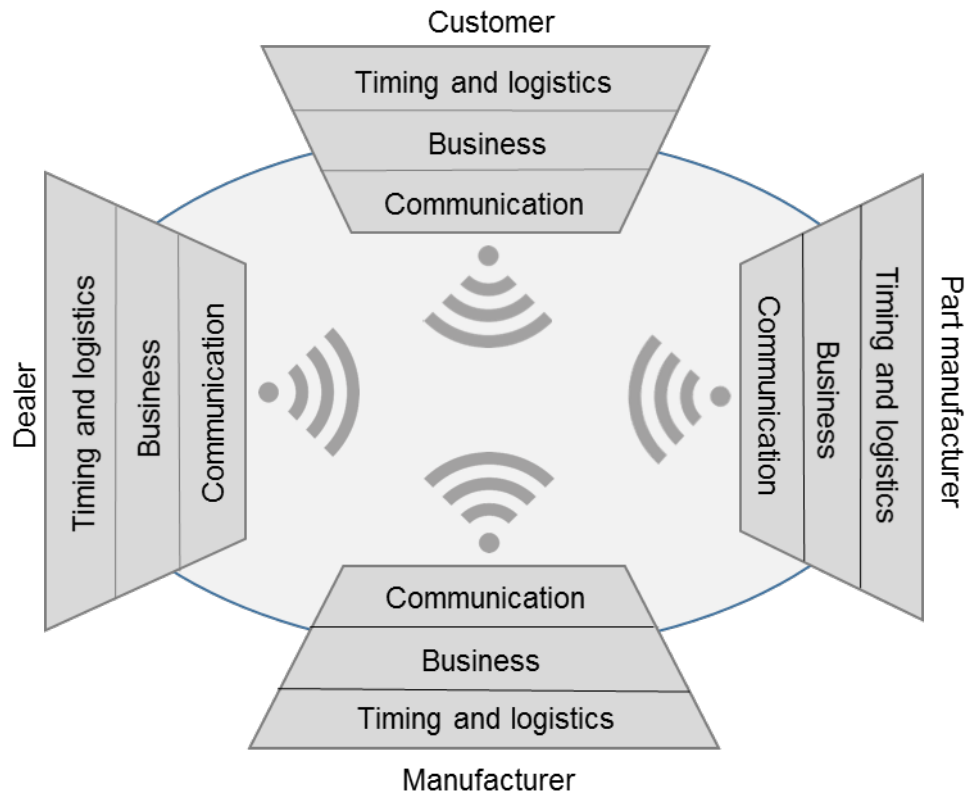 Customer
Timing and logistics
Business
Communication
Dealer
Timing and logistics
Business
Communication
Communication
Business
Timing and logistics
Part manufacturer
Communication
Business
Timing and logistics
Manufacturer